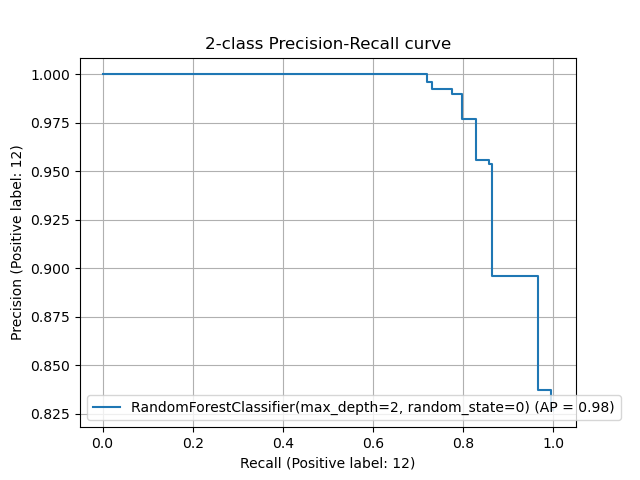 2-class Precision-Recall curve
Precision (Positive label: 12)
1.000
0.975
0.950
0.925
0.900
0.875
0.850
0.825
RandomForestClassifier(max_depth=2, random_state=0) (AP = 0.98)
0.0 0.2 0.4 0.6 0.8 1.0
Recall (Positive label: 12)